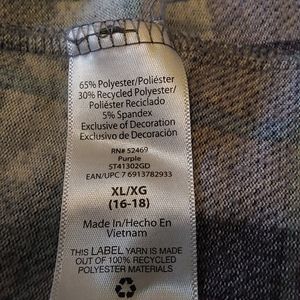 65% Polyester/Poliéster
30% Recycled Polyester/
Poliéster Reciclado
5% Spandex
Exclusive of Decoration
Exclusivo de Decoración
RN# 52469
Purple
ST41302GD
EAN/UPC 7 6913782933
XL/XG
(16-18)
Made In/Hecho En
Vietnam
THIS LABEL YARN IS MADE
OUT OF 100% RECYCLED
POLYESTER MATERIALS